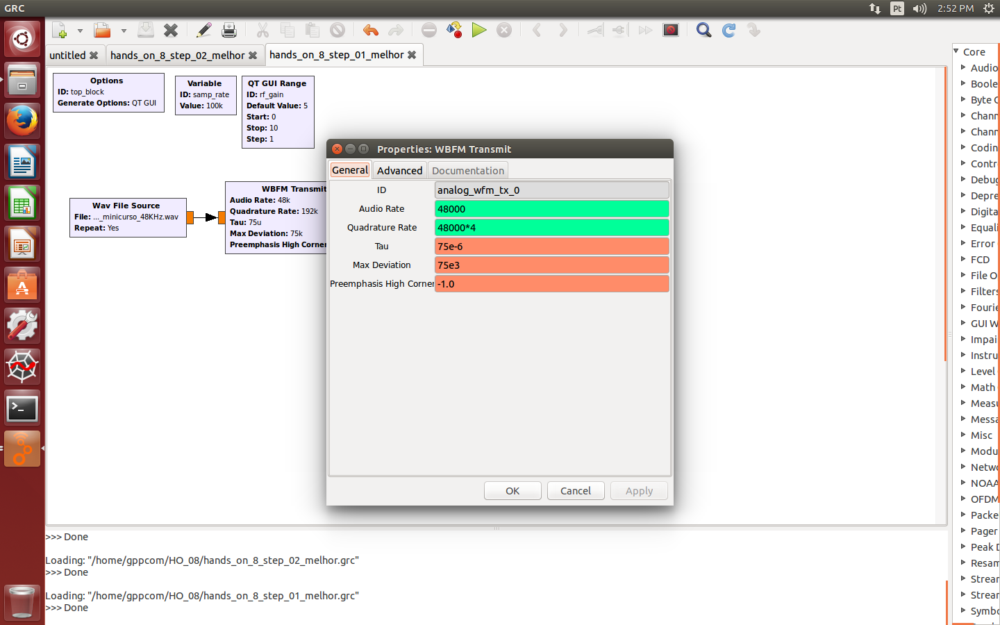 GRC
Pt
2:52 PM
untitled
hands_on_8_step_02_melhor
hands_on_8_step_01_melhor
Options
ID: top_block
Generate Options: QT GUI
Variable
ID: samp_rate
Value: 100k
QT GUI Range
ID: rf_gain
Default Value: 5
Start: 0
Stop: 10
Step: 1
Wav File Source
File: ..._minicurso_48KHz.wav
Repeat: Yes
WBFM Transmit
Audio Rate: 48k
Quadrature Rate: 192k
Tau: 75u
Max Deviation: 75k
Preemphasis High Corner
Properties: WBFM Transmit
General
Advanced
Documentation
ID
analog_wfm_tx_0
Audio Rate
48000
Quadrature Rate
48000*4
Tau
75e-6
Max Deviation
75e3
Preemphasis High Corner
-1.0
OK
Cancel
Apply
Core
Audio
Boole
Byte C
Chann
Chann
Codin
Contr
Debug
Depre
Digita
Equali
Error
FCD
File O
Filters
Fourie
GUI W
Impai
Instru
Level
Math
Measu
Messa
Misc
Modu
Netwo
NOAA
OFDM
Packe
Pager
Peak D
Resam
Strear
Strear
Symbo
>>> Done
Loading: "/home/gppcom/HO_08/hands_on_8_step_02_melhor.grc"
>>> Done
Loading: "/home/gppcom/HO_08/hands_on_8_step_01_melhor.grc"
>>> Done